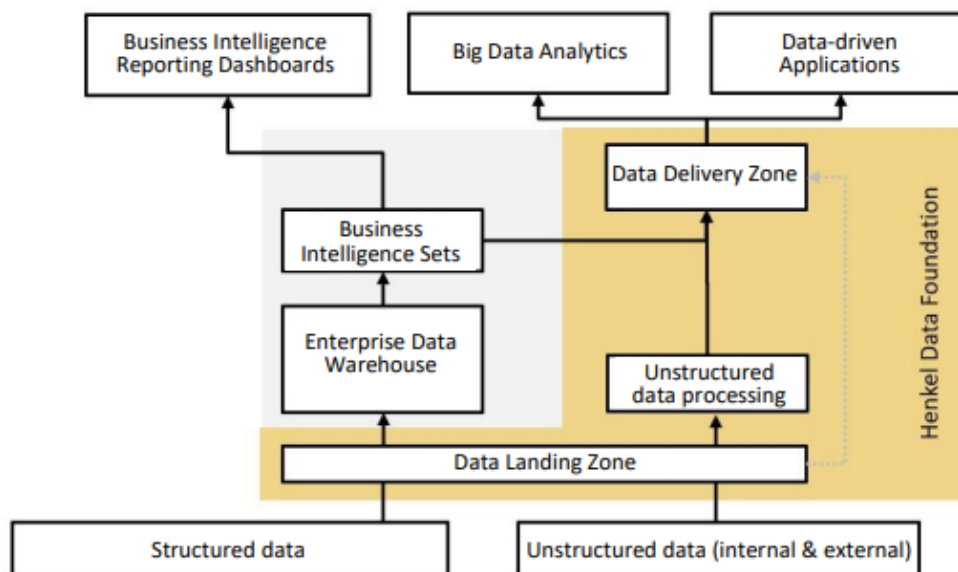 Business Intelligence
Reporting Dashboards
Big Data Analytics
Data-driven
Applications
Data Delivery Zone
Business
Intelligence Sets
Enterprise Data
Warehouse
Unstructured
data processing
Henkel Data Foundation
Data Landing Zone
Structured data
Unstructured data (internal & external)